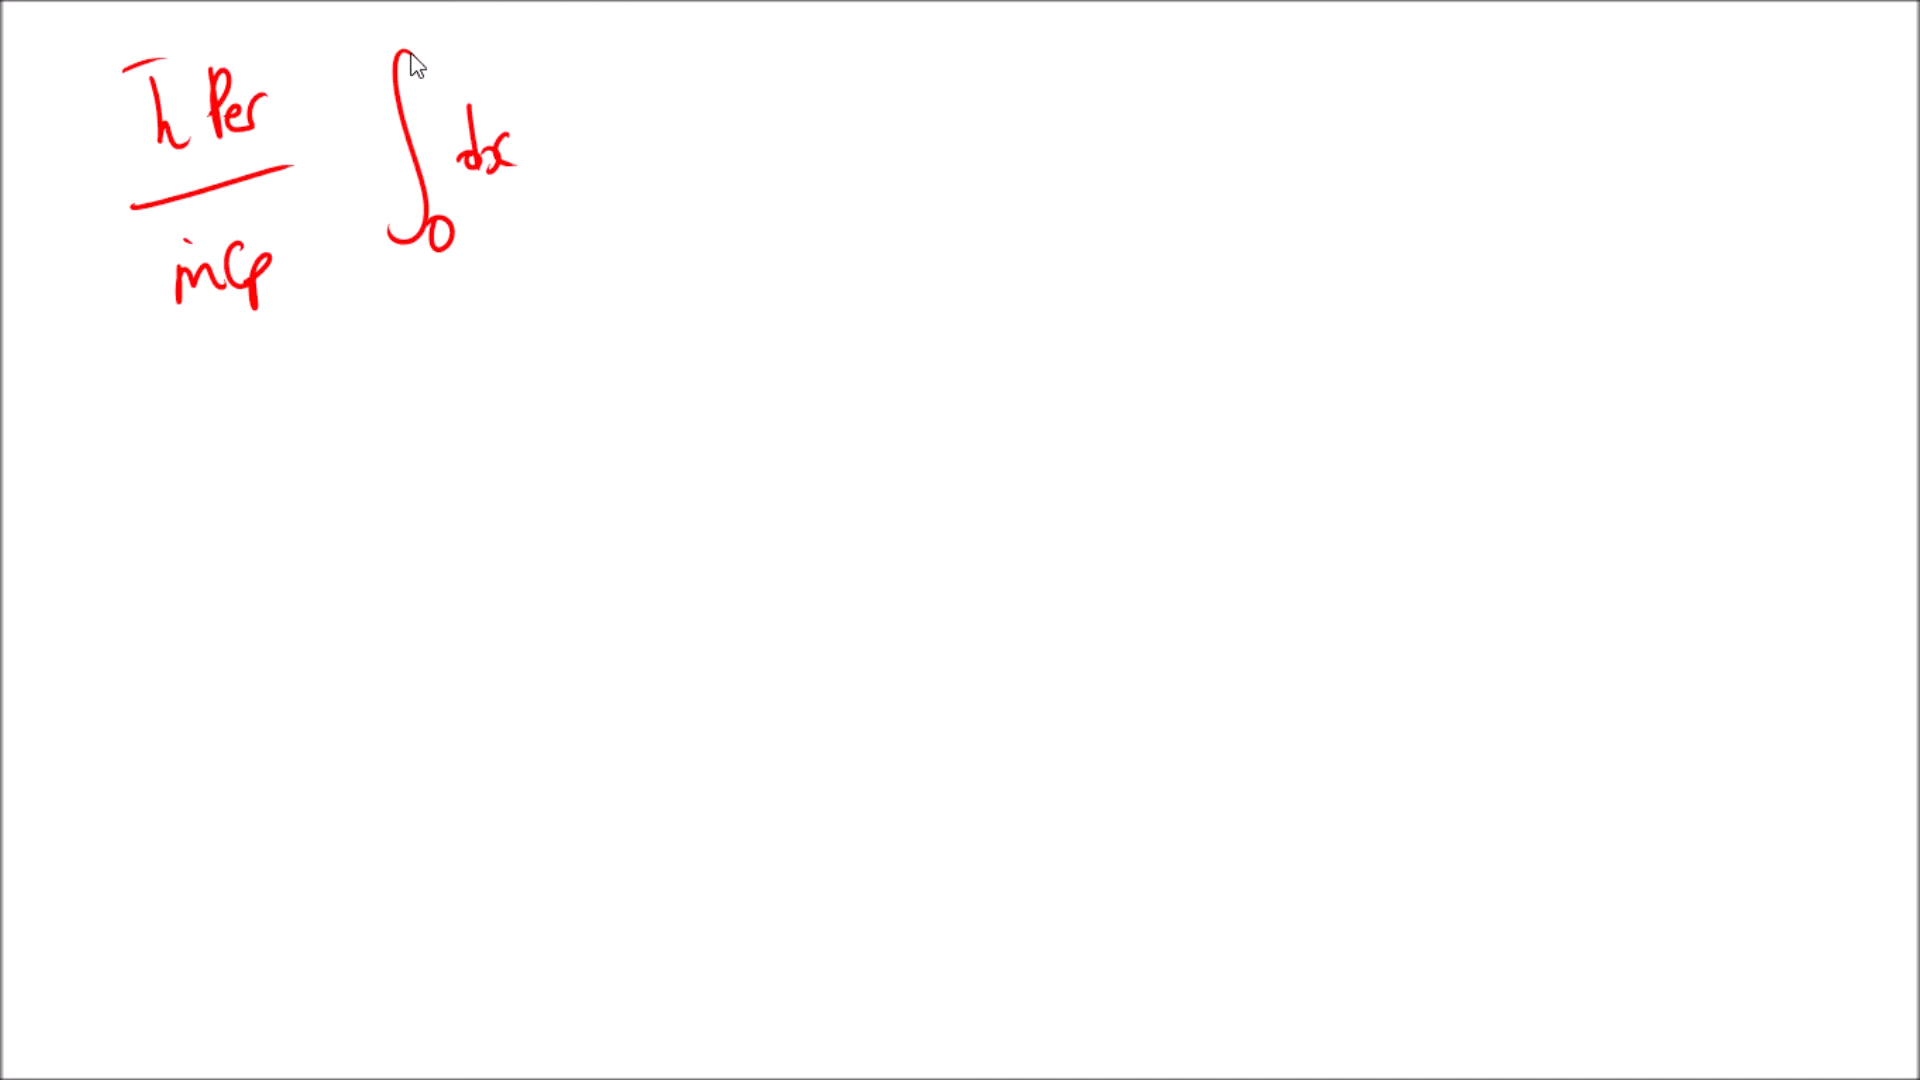 h̅ Per
ṁCp
∫₀ dx